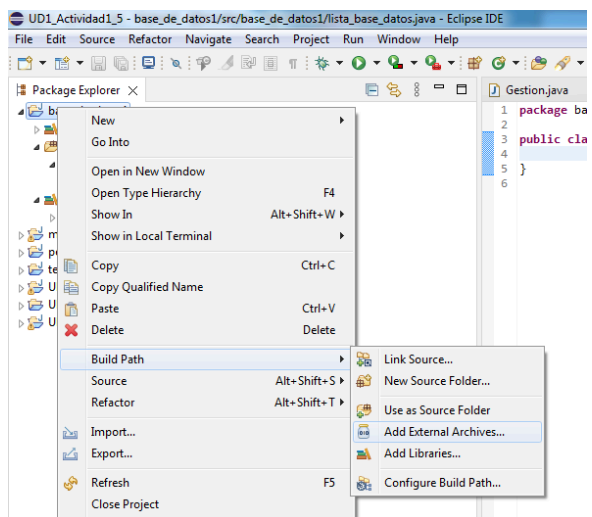 UD1_Actividad1_5 - base_de_datos1/src/base_de_datos1/lista_base_datos.java - Eclipse IDE
File Edit Source Refactor Navigate Search Project Run Window Help
Package Explorer
Gestion.java
1 package ba
2
3 public cla
4
5 }
6
New
Go Into
Open in New Window
Open Type Hierarchy F4
Show In Alt+Shift+W
Show in Local Terminal
Copy Ctrl+C
Copy Qualified Name
Paste Ctrl+V
Delete Delete
Build Path
Source Alt+Shift+S
Refactor Alt+Shift+T
Import...
Export...
Refresh F5
Close Project
Link Source...
New Source Folder...
Use as Source Folder
Add External Archives...
Add Libraries...
Configure Build Path...